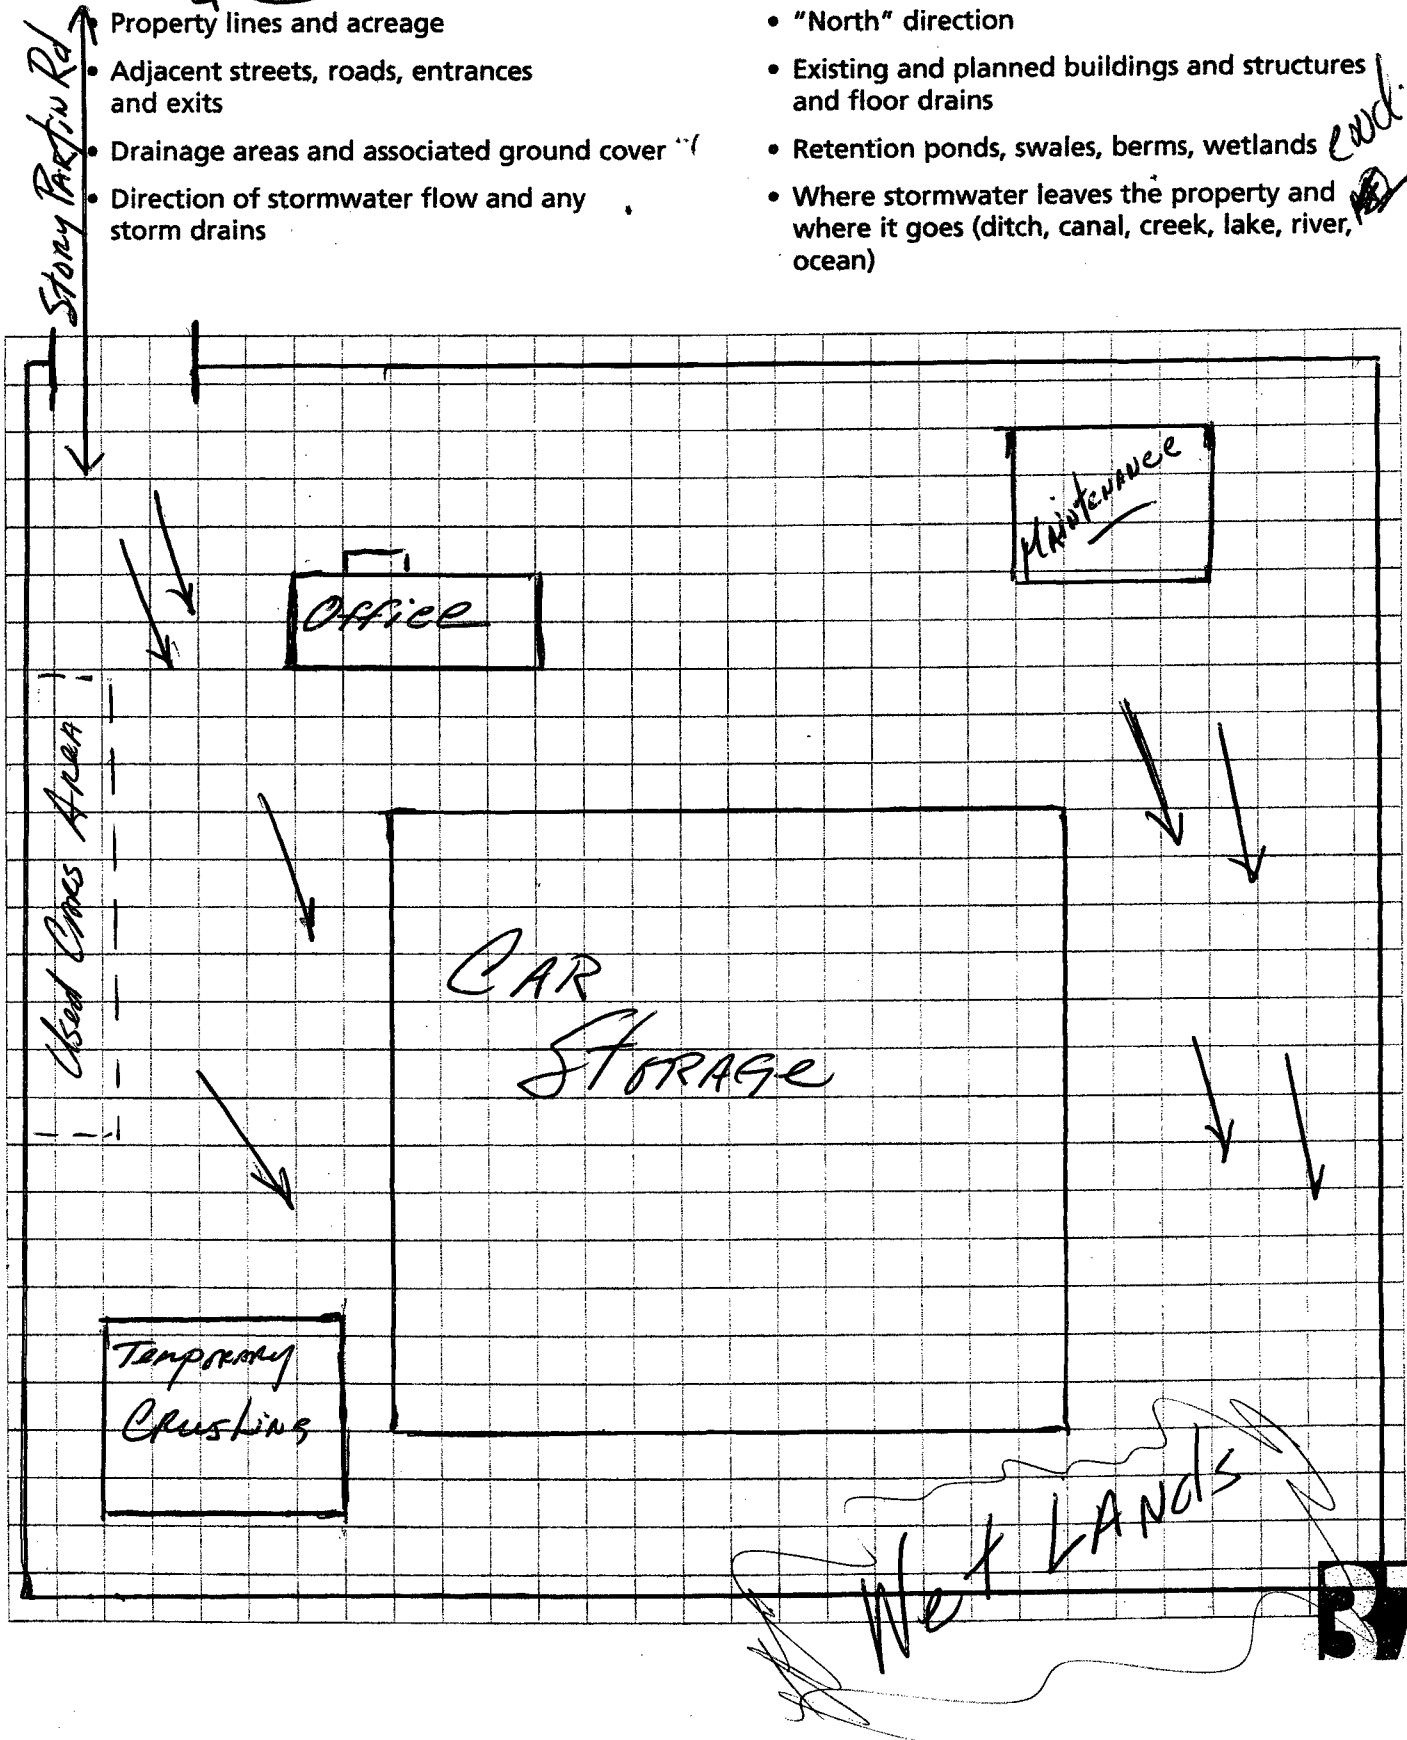 Property lines and acreage
• Adjacent streets, roads, entrances
and exits
• Drainage areas and associated ground cover
• Direction of stormwater flow and any
storm drains
• "North" direction
• Existing and planned buildings and structures
and floor drains
• Retention ponds, swales, berms, wetlands
• Where stormwater leaves the property and
where it goes (ditch, canal, creek, lake, river,
ocean)
Story Partin Rd
Maintenance
Office
Used Cars Area
CAR
STORAGE
Temporary
Crushing
Wet LANds